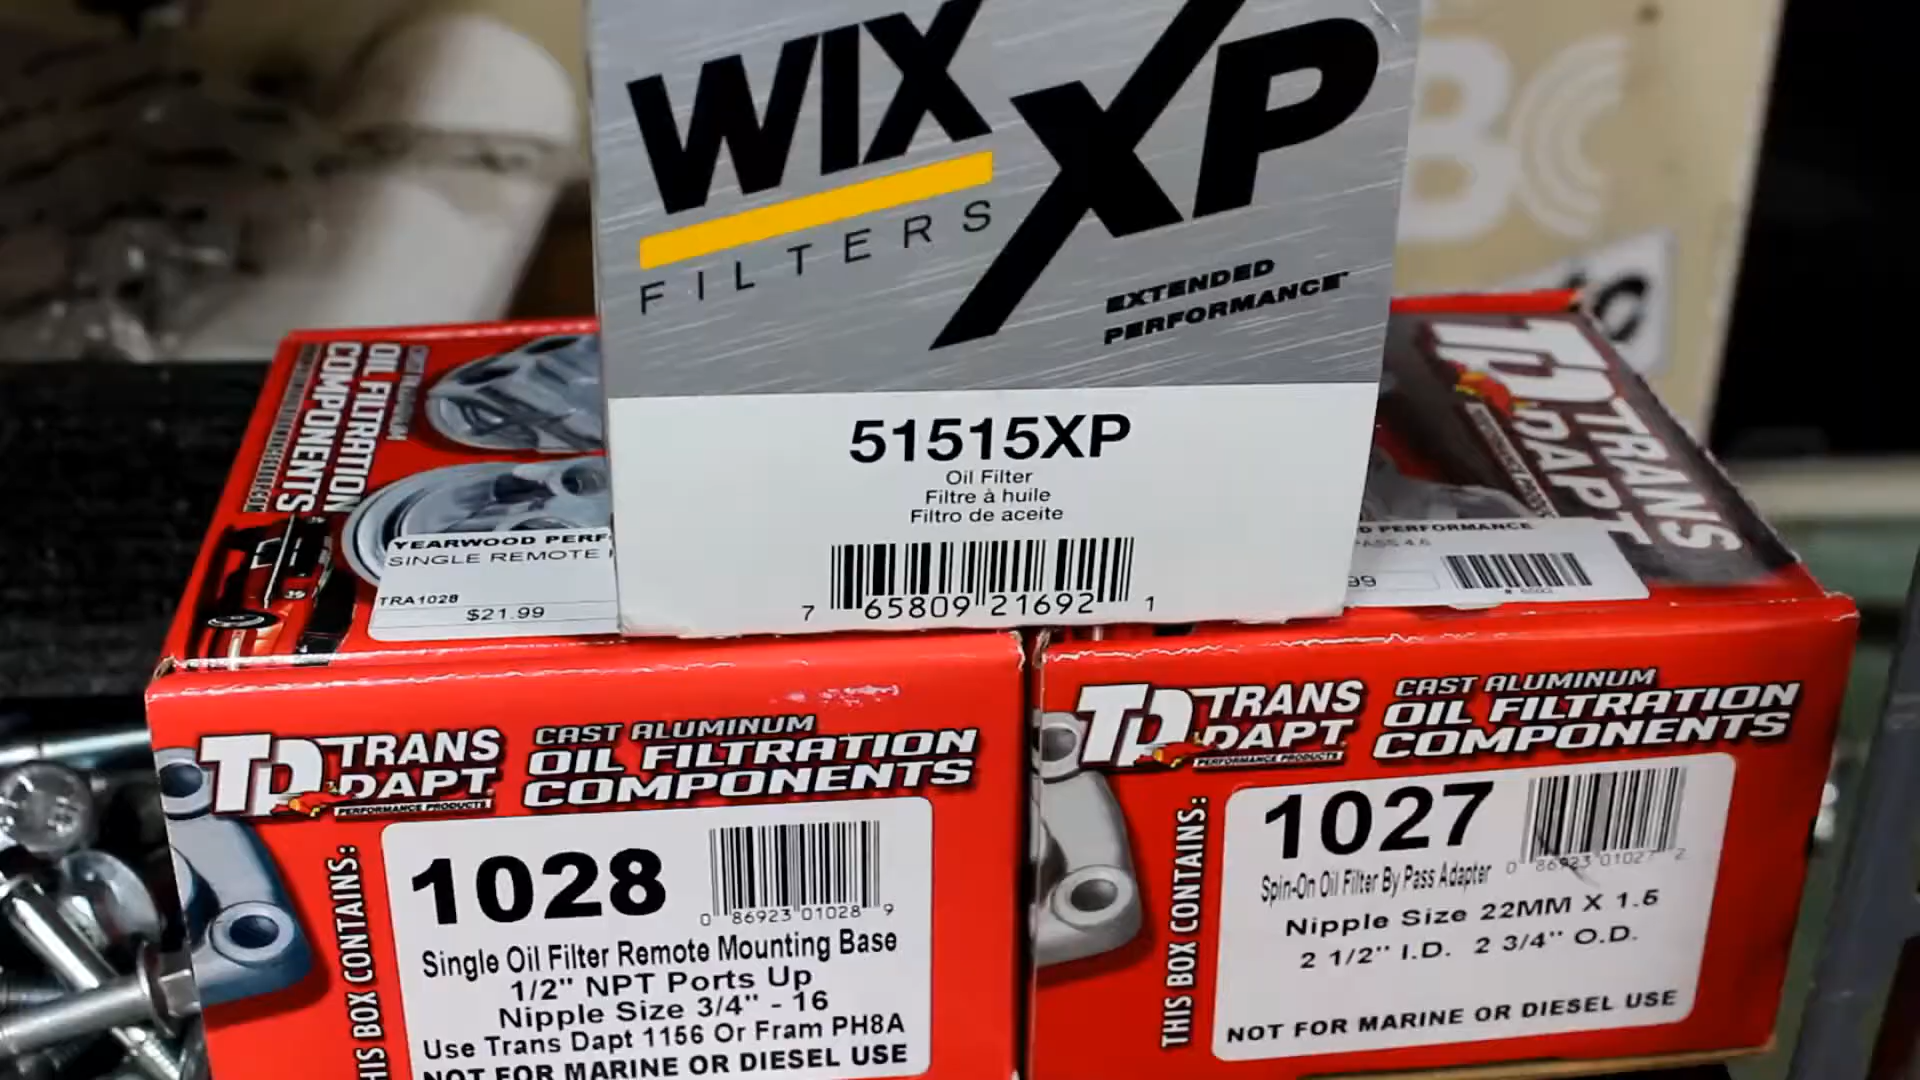 WIX
FILTERS
XP
EXTENDED
PERFORMANCE
51515XP
Oil Filter
Filtre à huile
Filtro de aceite
7 65809 21692 1
OIL FILTRATION
COMPONENTS
YEARWOOD PERF
SINGLE REMOTE
TRA1028
$21.99
TRANS
DAPT
D PERFORMANCE
PASS 4.6
99
TD TRANS
DAPT
PERFORMANCE PRODUCTS
CAST ALUMINUM
OIL FILTRATION
COMPONENTS
THIS BOX CONTAINS:
1028
0 86923 01028 9
Single Oil Filter Remote Mounting Base
1/2" NPT Ports Up
Nipple Size 3/4" - 16
Use Trans Dapt 1156 Or Fram PH8A
NOT FOR MARINE OR DIESEL USE
TD TRANS
DAPT
PERFORMANCE PRODUCTS
CAST ALUMINUM
OIL FILTRATION
COMPONENTS
THIS BOX CONTAINS:
1027
0 86923 01027 2
Spin-On Oil Filter By Pass Adapter
Nipple Size 22MM X 1.5
2 1/2" I.D. 2 3/4" O.D.
NOT FOR MARINE OR DIESEL USE